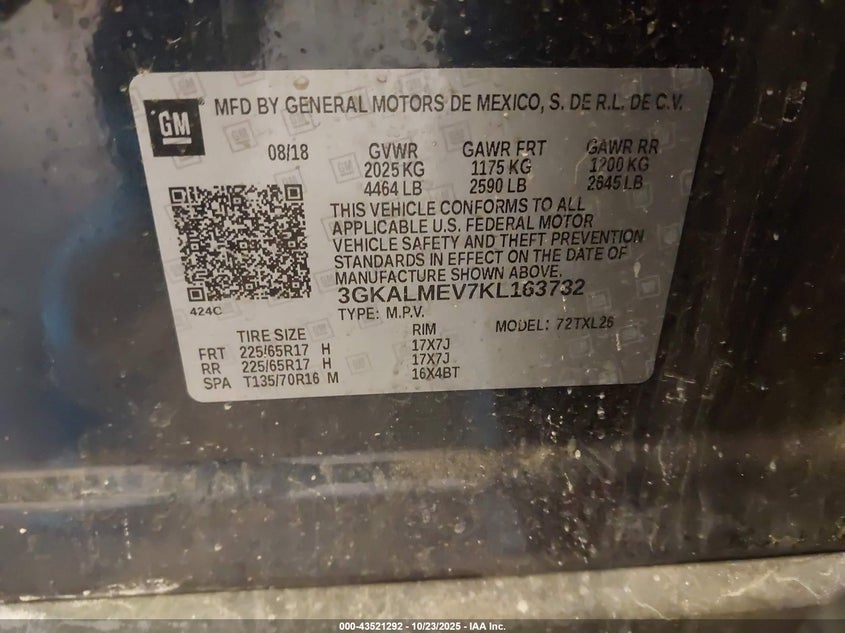 GM
MFD BY GENERAL MOTORS DE MEXICO, S. DE R.L. DE C.V.
08/18 GVWR GAWR FRT GAWR RR
2025 KG 1175 KG 1200 KG
4464 LB 2590 LB 2645 LB
THIS VEHICLE CONFORMS TO ALL
APPLICABLE U.S. FEDERAL MOTOR
VEHICLE SAFETY AND THEFT PREVENTION
STANDARDS IN EFFECT ON THE DATE OF
MANUFACTURE SHOWN ABOVE.
424C
3GKALMEV7KL163732
TYPE: M.P.V. MODEL: 72TXL26
TIRE SIZE RIM
FRT 225/65R17 H 17X7J
RR 225/65R17 H 17X7J
SPA T135/70R16 M 16X4BT
000-43521292 - 10/23/2025 - IAA Inc.